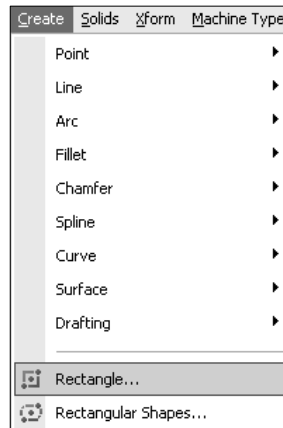 Create Solids Xform Machine Type
Point
Line
Arc
Fillet
Chamfer
Spline
Curve
Surface
Drafting
Rectangle...
Rectangular Shapes...